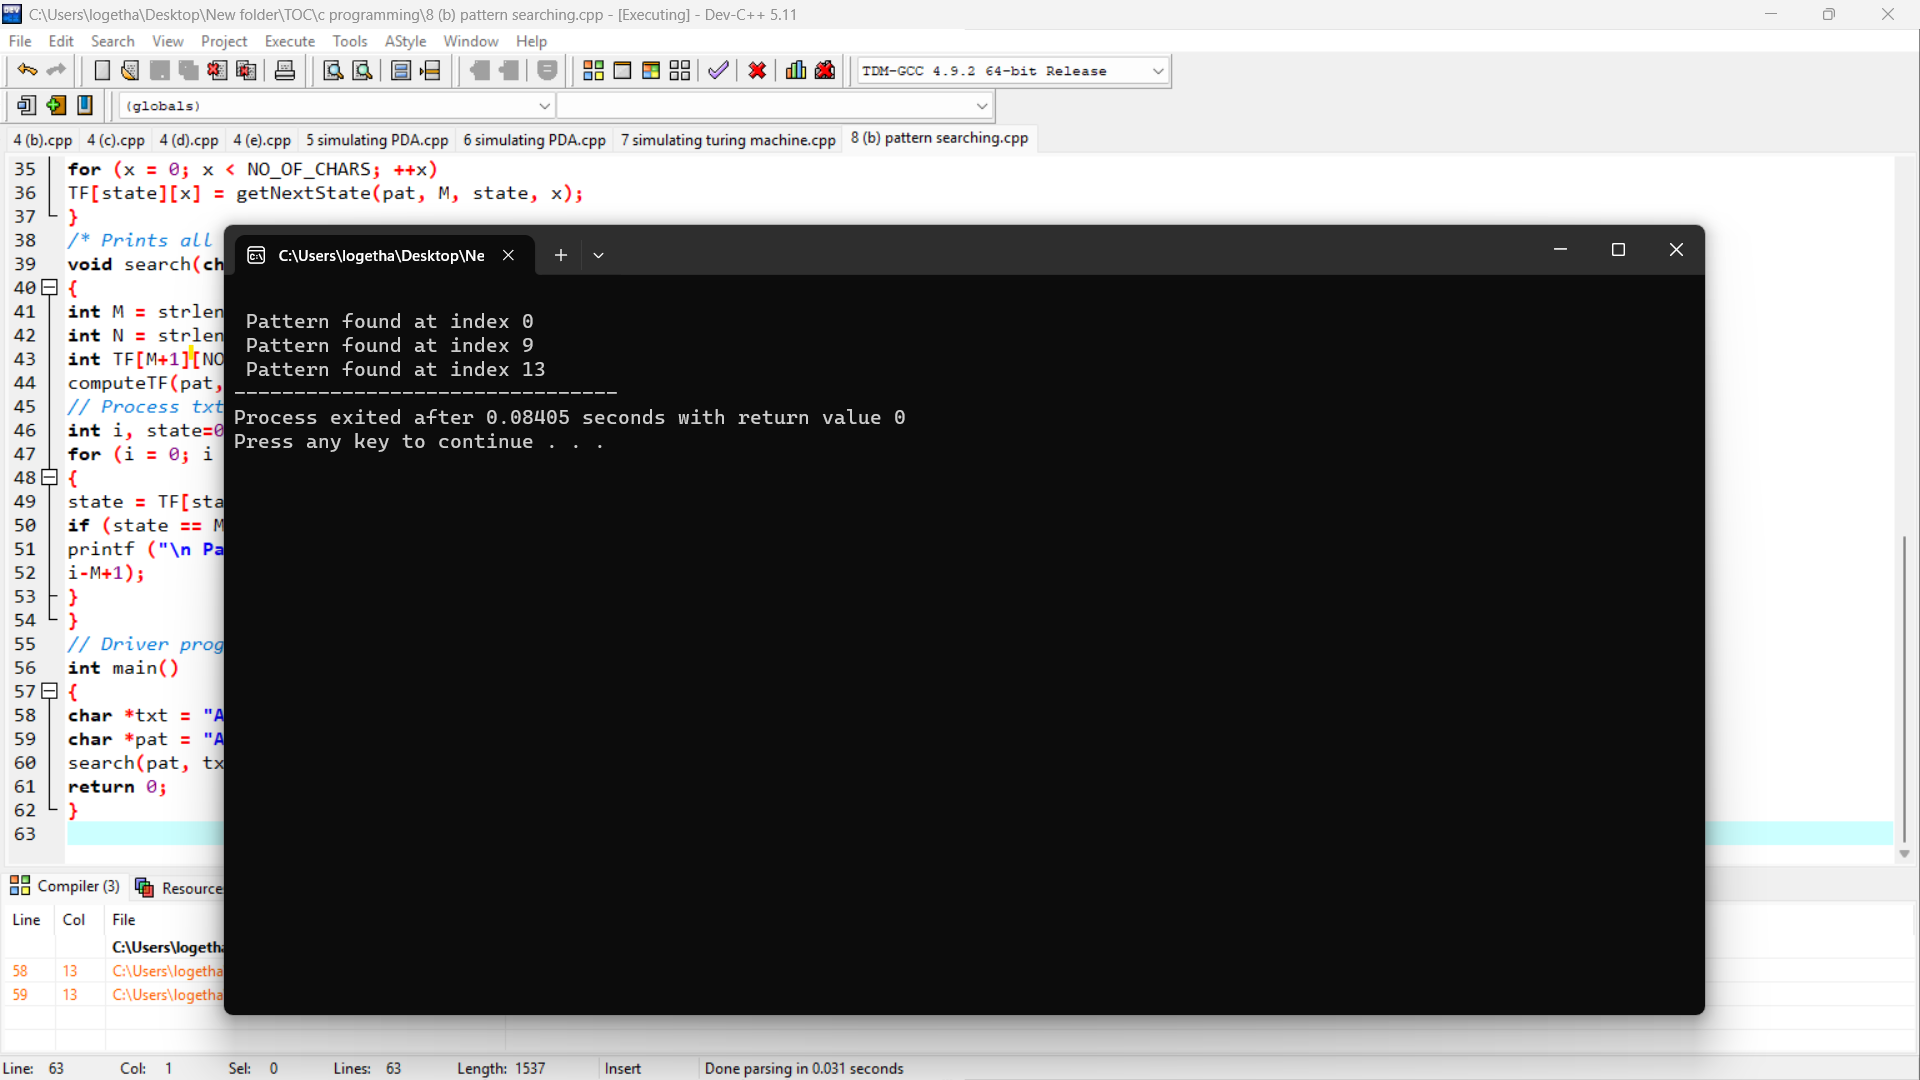 C:\Users\logetha\Desktop\New folder\TOC\c programming\8 (b) pattern searching.cpp - [Executing] - Dev-C++ 5.11
File Edit Search View Project Execute Tools AStyle Window Help
TDM-GCC 4.9.2 64-bit Release
(globals)
4 (b).cpp 4 (c).cpp 4 (d).cpp 4 (e).cpp 5 simulating PDA.cpp 6 simulating PDA.cpp 7 simulating turing machine.cpp 8 (b) pattern searching.cpp
35 for (x = 0; x < NO_OF_CHARS; ++x)
36 TF[state][x] = getNextState(pat, M, state, x);
37 }
38 /* Prints all
39 void search(ch
40 {
41 int M = strlen
42 int N = strlen
43 int TF[M+1][NO
44 computeTF(pat,
45 // Process txt
46 int i, state=0
47 for (i = 0; i
48 {
49 state = TF[sta
50 if (state == M
51 printf ("\n Pa
52 i-M+1);
53 }
54 }
55 // Driver prog
56 int main()
57 {
58 char *txt = "A
59 char *pat = "A
60 search(pat, tx
61 return 0;
62 }
63
C:\Users\logetha\Desktop\Ne
Pattern found at index 0
Pattern found at index 9
Pattern found at index 13
--------------------------------
Process exited after 0.08405 seconds with return value 0
Press any key to continue . . .
Compiler (3) Resource
Line Col File
C:\Users\logetha
58 13 C:\Users\logetha
59 13 C:\Users\logetha
Line: 63 Col: 1 Sel: 0 Lines: 63 Length: 1537 Insert Done parsing in 0.031 seconds